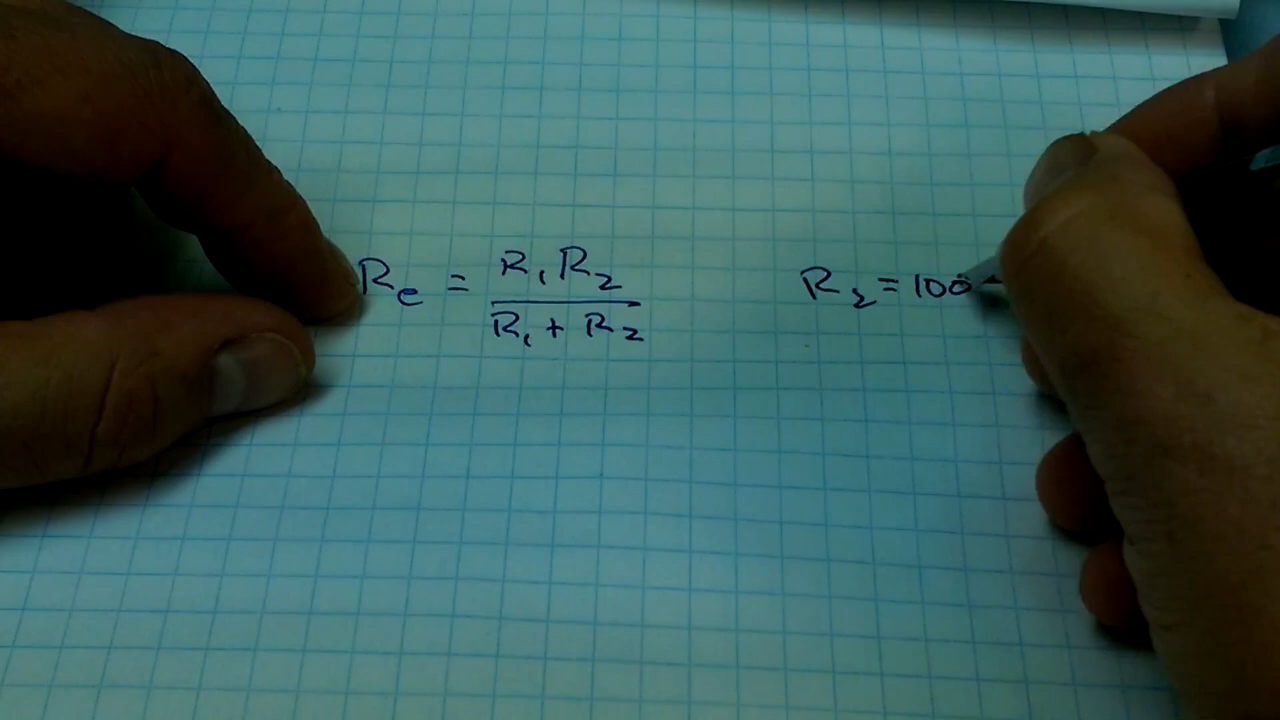 Re = R1R2 / R1 + R2
R2 = 100